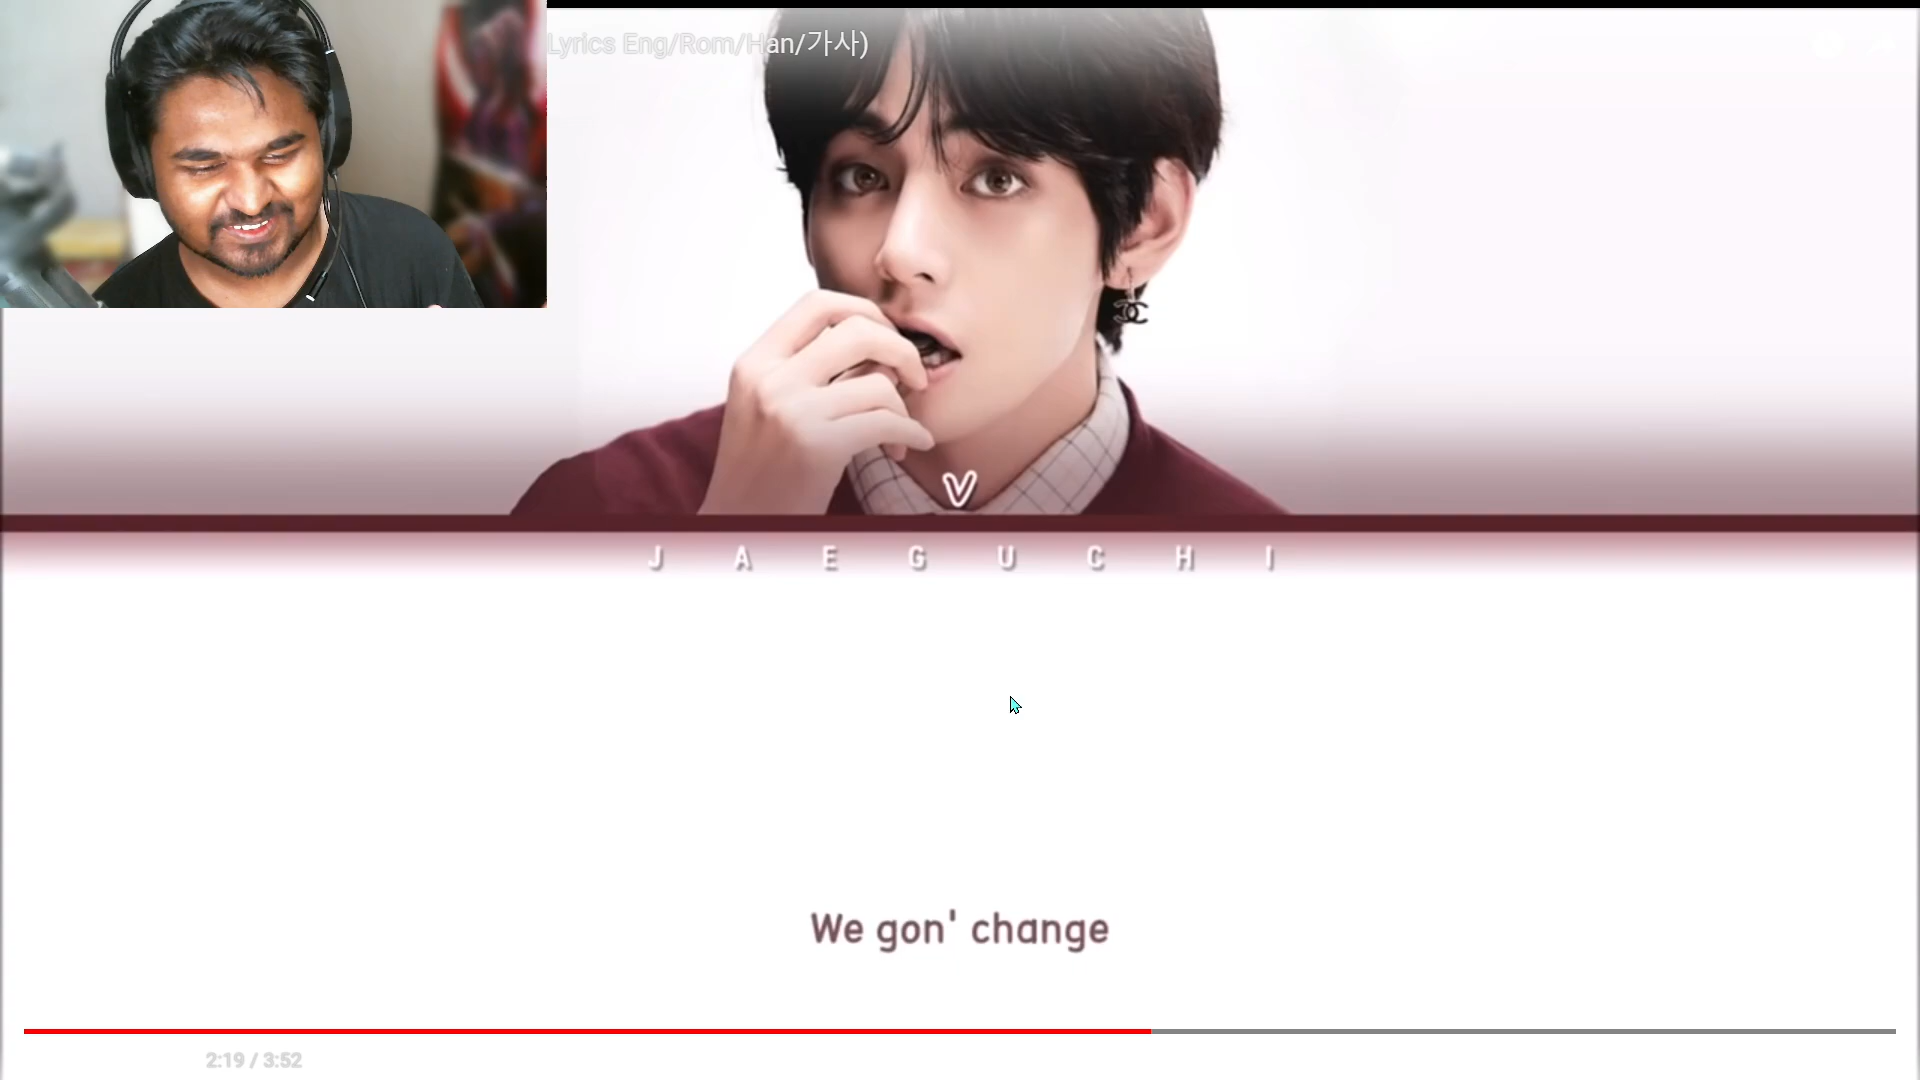 Lyrics Eng/Rom/Han/가사)
V
JAEGUCHI
We gon' change
2:19 / 3:52